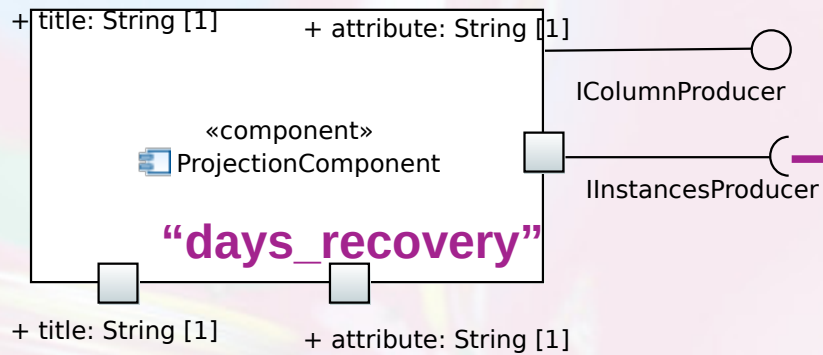 + title: String [1]
+ attribute: String [1]
IColumnProducer
«component»
ProjectionComponent
IInstancesProducer
“days_recovery”
+ title: String [1]
+ attribute: String [1]